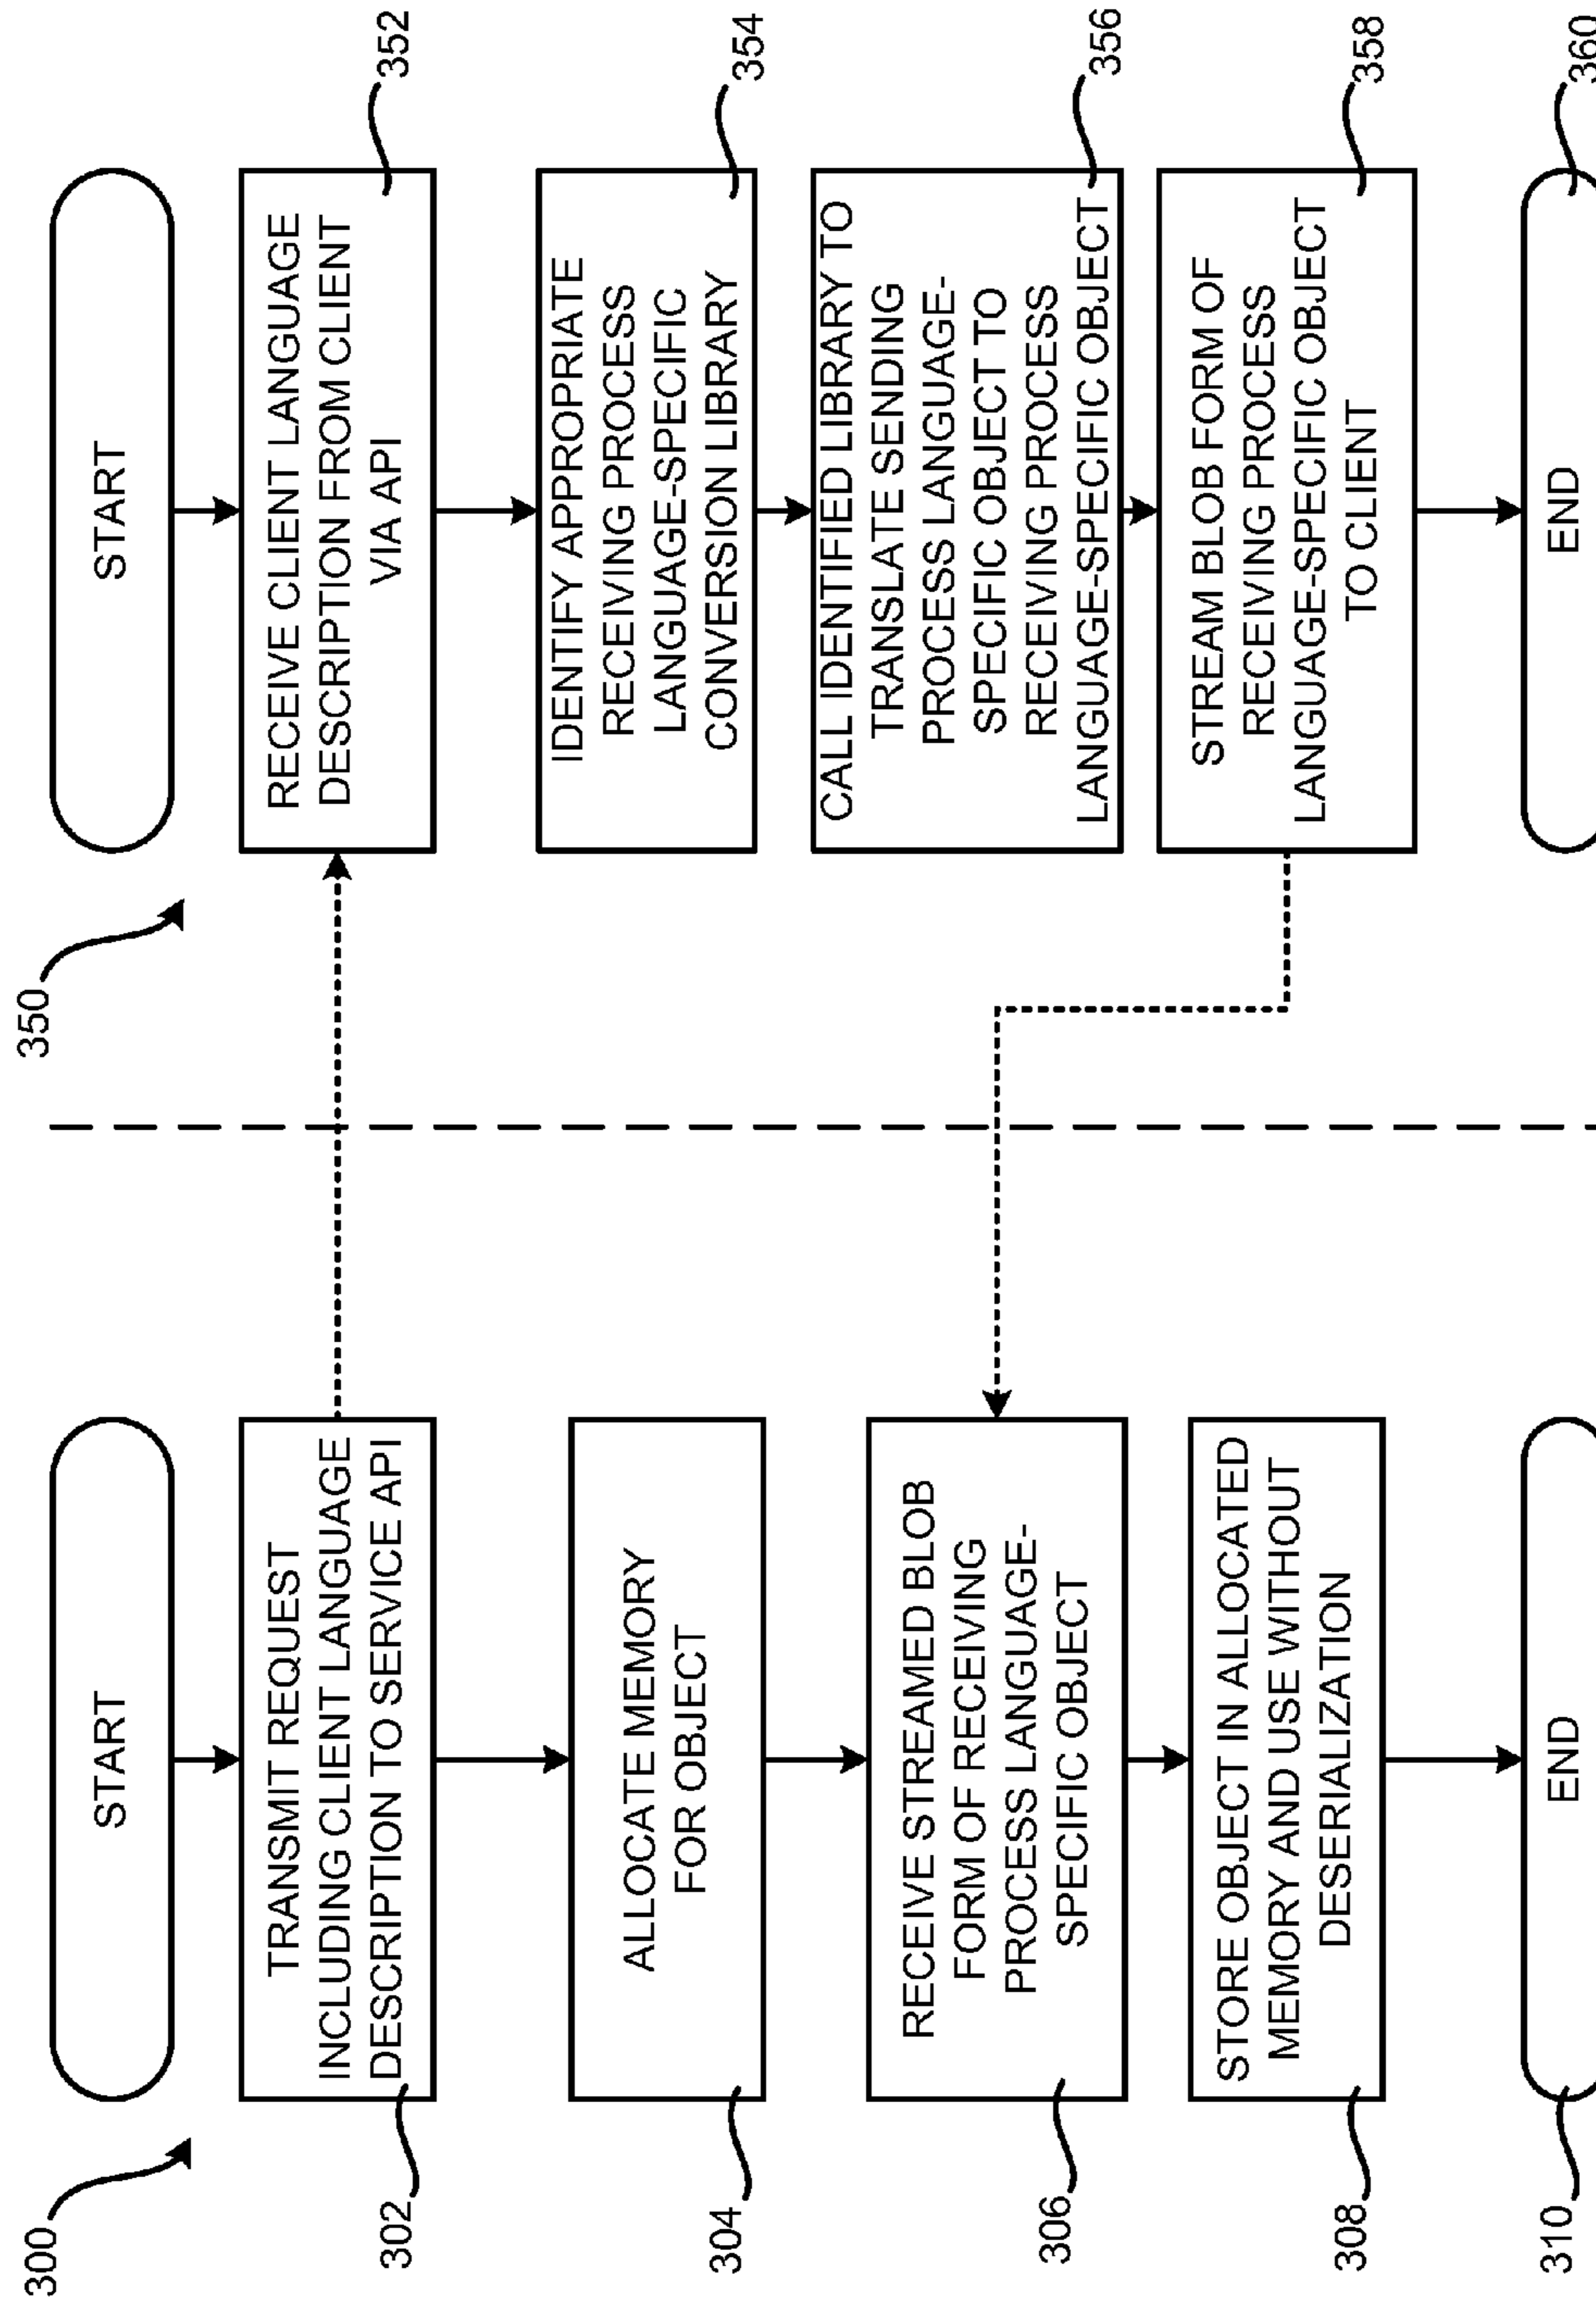 300
START
302
TRANSMIT REQUEST
INCLUDING CLIENT LANGUAGE
DESCRIPTION TO SERVICE API
304
ALLOCATE MEMORY
FOR OBJECT
306
RECEIVE STREAMED BLOB
FORM OF RECEIVING
PROCESS LANGUAGE-
SPECIFIC OBJECT
308
STORE OBJECT IN ALLOCATED
MEMORY AND USE WITHOUT
DESERIALIZATION
310
END
350
START
RECEIVE CLIENT LANGUAGE
DESCRIPTION FROM CLIENT
VIA API
352
IDENTIFY APPROPRIATE
RECEIVING PROCESS
LANGUAGE-SPECIFIC
CONVERSION LIBRARY
354
CALL IDENTIFIED LIBRARY TO
TRANSLATE SENDING
PROCESS LANGUAGE-
SPECIFIC OBJECT TO
RECEIVING PROCESS
LANGUAGE-SPECIFIC OBJECT
356
STREAM BLOB FORM OF
RECEIVING PROCESS
LANGUAGE-SPECIFIC OBJECT
TO CLIENT
358
END
360